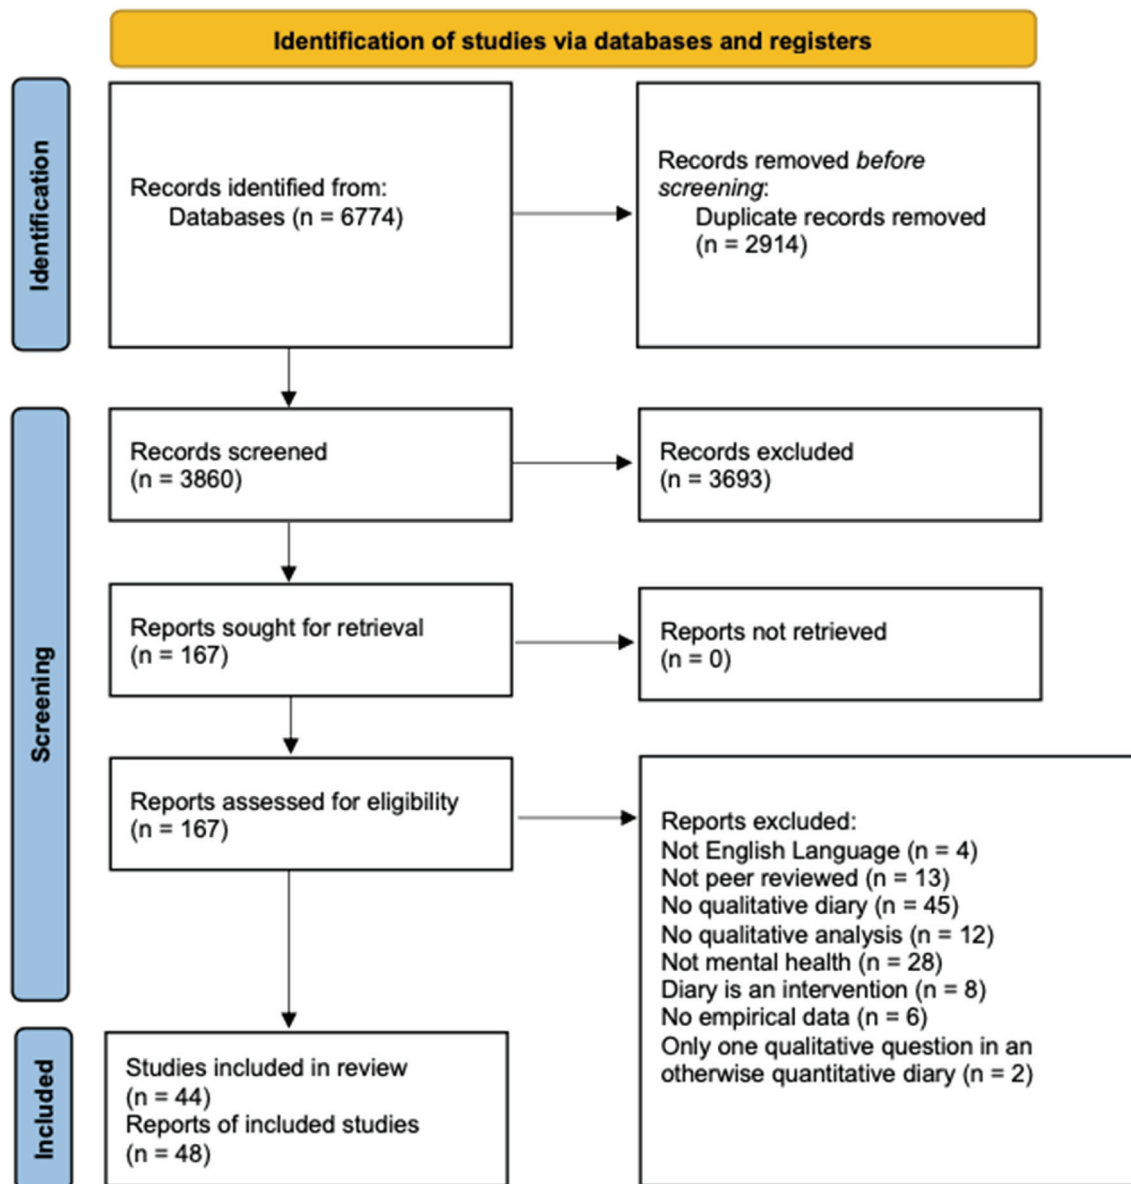 Identification of studies via databases and registers
Identification
Records identified from:
Databases (n = 6774)
Records removed before
screening:
Duplicate records removed
(n = 2914)
Screening
Records screened
(n = 3860)
Records excluded
(n = 3693)
Reports sought for retrieval
(n = 167)
Reports not retrieved
(n = 0)
Reports assessed for eligibility
(n = 167)
Reports excluded:
Not English Language (n = 4)
Not peer reviewed (n = 13)
No qualitative diary (n = 45)
No qualitative analysis (n = 12)
Not mental health (n = 28)
Diary is an intervention (n = 8)
No empirical data (n = 6)
Only one qualitative question in an
otherwise quantitative diary (n = 2)
Included
Studies included in review
(n = 44)
Reports of included studies
(n = 48)